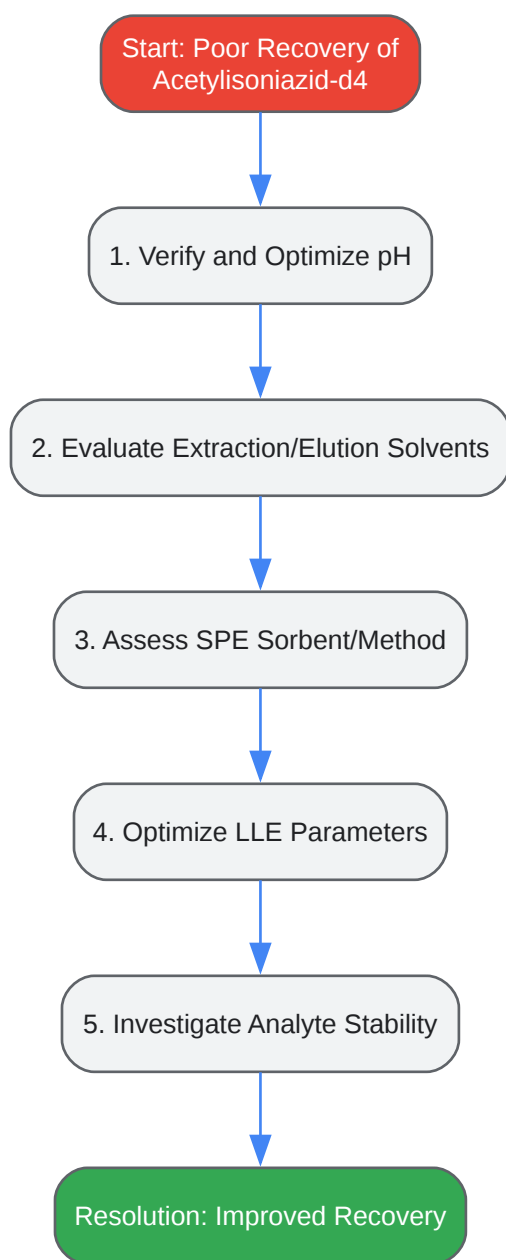 Start: Poor Recovery of
Acetylisoniazid-d4
1. Verify and Optimize pH
2. Evaluate Extraction/Elution Solvents
3. Assess SPE Sorbent/Method
4. Optimize LLE Parameters
5. Investigate Analyte Stability
Resolution: Improved Recovery